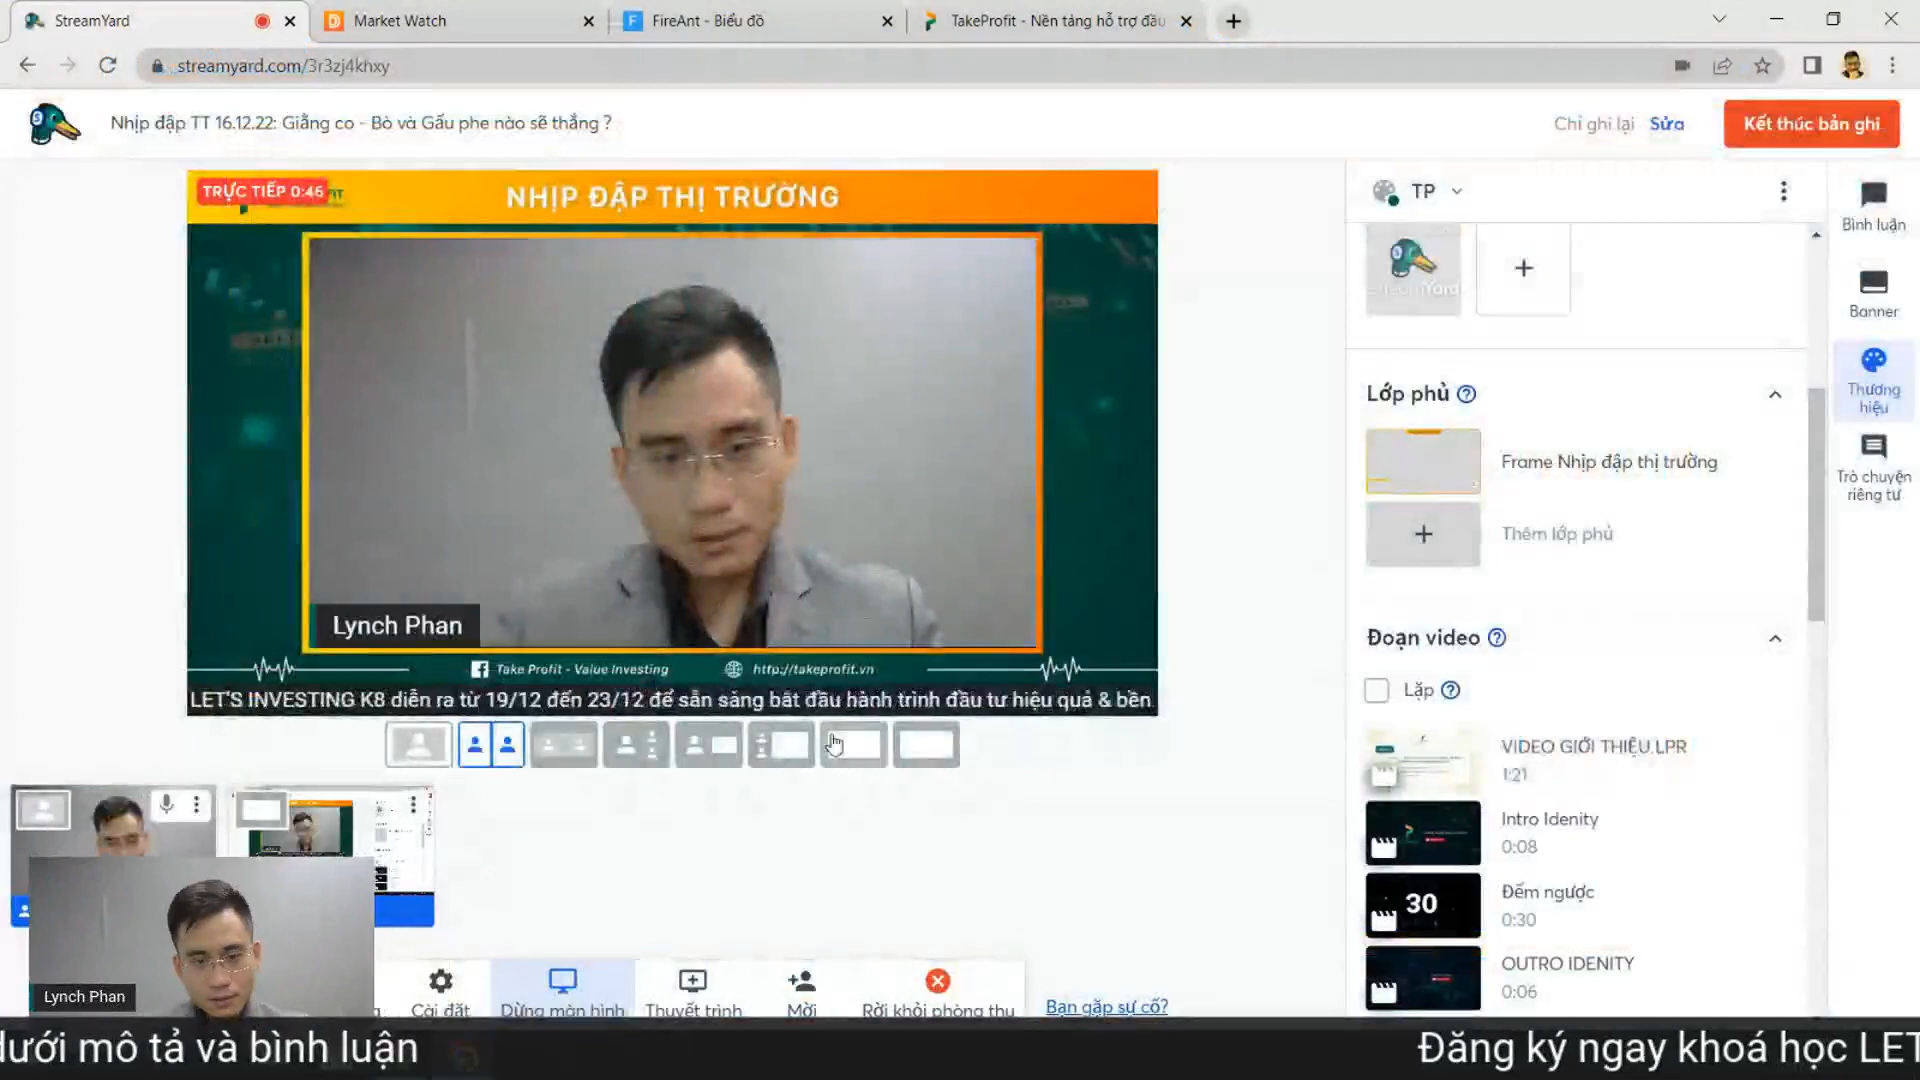 StreamYard
Market Watch
FireAnt - Biểu đồ
TakeProfit - Nền tảng hỗ trợ đầu
streamyard.com/3r3zj4khxy
Nhịp đập TT 16.12.22: Giằng co - Bò và Gấu phe nào sẽ thắng ?
Chỉ ghi lại
Sửa
Kết thúc bản ghi
TRỰC TIẾP 0:46
NHỊP ĐẬP THỊ TRƯỜNG
Lynch Phan
Take Profit - Value Investing
http://takeprofit.vn
LET'S INVESTING K8 diễn ra từ 19/12 đến 23/12 để sẵn sàng bắt đầu hành trình đầu tư hiệu quả & bền
TP
StreamYard
Lớp phủ
Frame Nhịp đập thị trường
Thêm lớp phủ
Đoạn video
Lặp
VIDEO GIỚI THIỆU LPR
1:21
Intro Idenity
0:08
30
Đếm ngược
0:30
OUTRO IDENITY
0:06
Bình luận
Banner
Thương
hiệu
Trò chuyện
riêng tư
Lynch Phan
Cài đặt
Dừng màn hình
Thuyết trình
Mời
Rời khỏi phòng thu
Bạn gặp sự cố?
dưới mô tả và bình luận
Đăng ký ngay khoá học LET